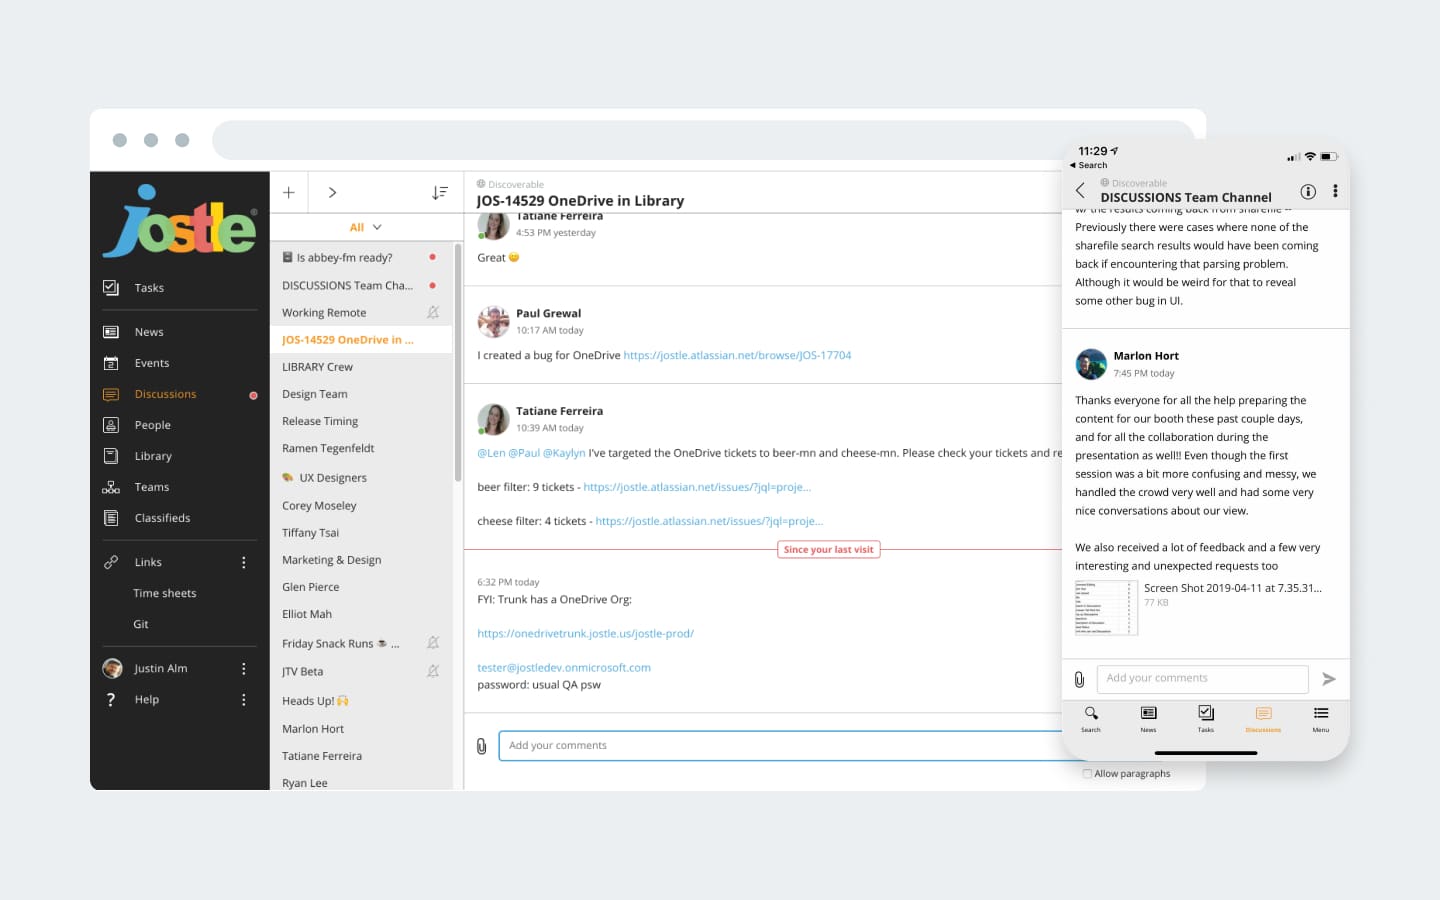 jostle®
Tasks
News
Events
Discussions
People
Library
Teams
Classifieds
Links
Time sheets
Git
Justin Alm
? Help
All
Is abbey-fm ready?
DISCUSSIONS Team Cha...
Working Remote
JOS-14529 OneDrive in ...
LIBRARY Crew
Design Team
Release Timing
Ramen Tegenfeldt
UX Designers
Corey Moseley
Tiffany Tsai
Marketing & Design
Glen Pierce
Elliot Mah
Friday Snack Runs ☕ ...
JTV Beta
Heads Up! 🙌
Marlon Hort
Tatiane Ferreira
Ryan Lee
Discoverable
JOS-14529 OneDrive in Library
Tatiane Ferreira
4:53 PM yesterday
Great 😀
Paul Grewal
10:17 AM today
I created a bug for OneDrive https://jostle.atlassian.net/browse/JOS-17704
Tatiane Ferreira
10:39 AM today
@Len @Paul @Kaylyn I've targeted the OneDrive tickets to beer-mn and cheese-mn. Please check your tickets and re
beer filter: 9 tickets - https://jostle.atlassian.net/issues/?jql=proje...
cheese filter: 4 tickets - https://jostle.atlassian.net/issues/?jql=proje...
Since your last visit
6:32 PM today
FYI: Trunk has a OneDrive Org:
https://onedrivetrunk.jostle.us/jostle-prod/
tester@jostledev.onmicrosoft.com
password: usual QA psw
Add your comments
Allow paragraphs
11:29
Search
Discoverable
DISCUSSIONS Team Channel
w/ the results coming back from sharefile --
Previously there were cases where none of the
sharefile search results would have been coming
back if encountering that parsing problem.
Although it would be weird for that to reveal
some other bug in UI.
Marlon Hort
7:45 PM today
Thanks everyone for all the help preparing the
content for our booth these past couple days,
and for all the collaboration during the
presentation as well!! Even though the first
session was a bit more confusing and messy, we
handled the crowd very well and had some very
nice conversations about our view.
We also received a lot of feedback and a few very
interesting and unexpected requests too
Screen Shot 2019-04-11 at 7.35.31...
77 KB
Add your comments
Search
News
Tasks
Discussions
Menu